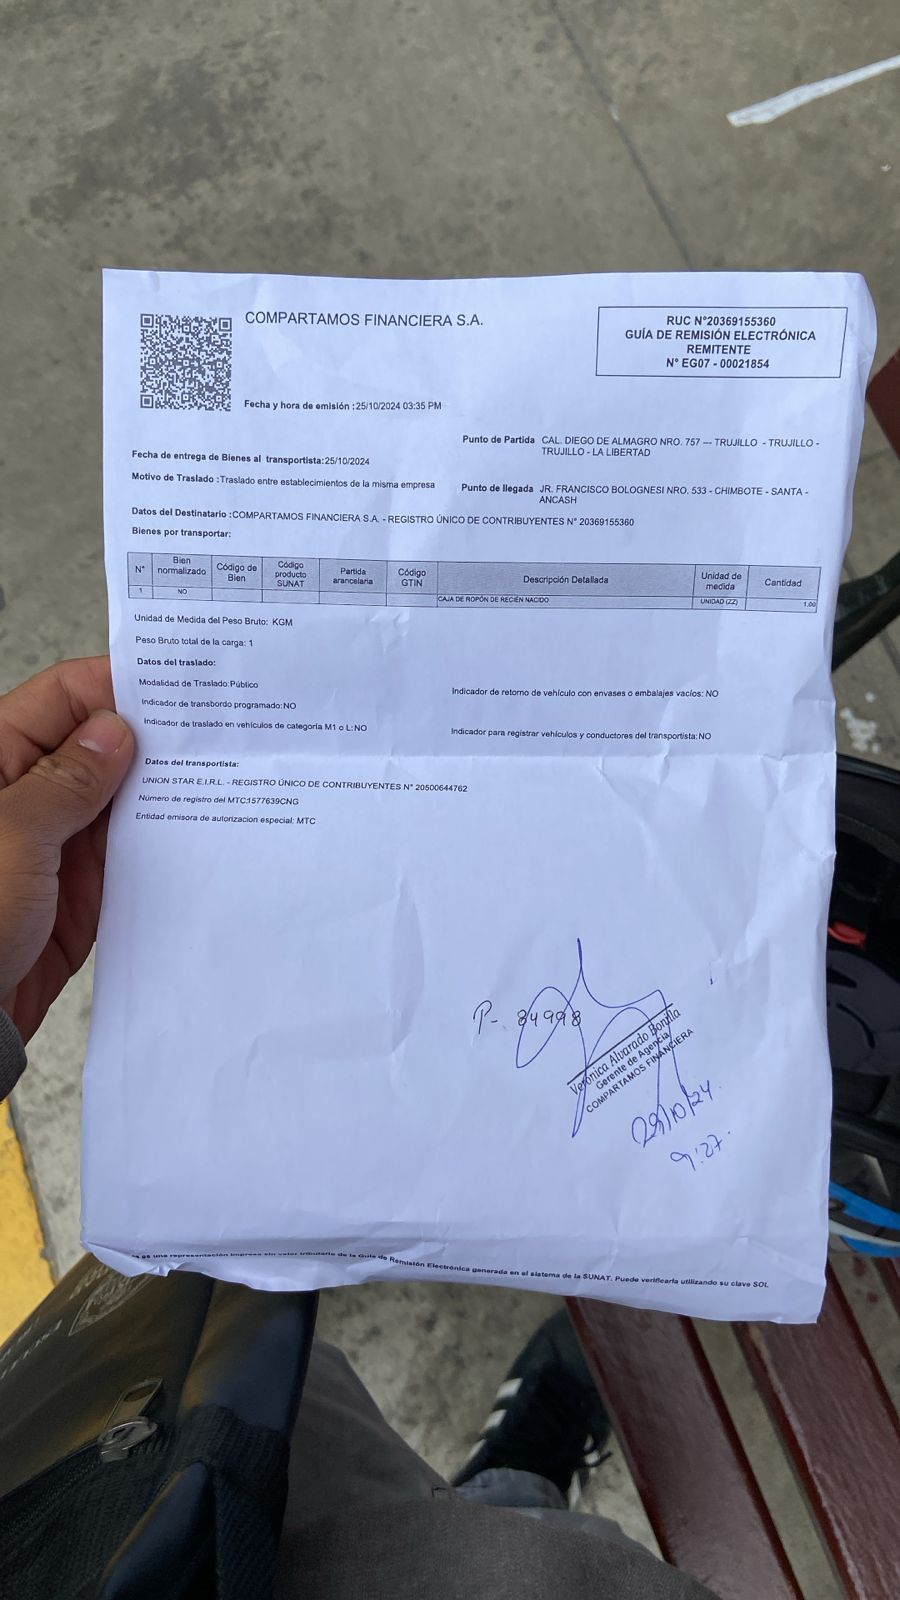 COMPARTAMOS FINANCIERA S.A.
RUC N°20369155360
GUÍA DE REMISIÓN ELECTRÓNICA
REMITENTE
N° EG07 - 00021854
Fecha y hora de emisión :25/10/2024 03:35 PM
Punto de Partida CAL. DIEGO DE ALMAGRO NRO. 757 --- TRUJILLO - TRUJILLO -
TRUJILLO - LA LIBERTAD
Fecha de entrega de Bienes al transportista:25/10/2024
Motivo de Traslado :Traslado entre establecimientos de la misma empresa
Punto de llegada JR. FRANCISCO BOLOGNESI NRO. 533 - CHIMBOTE - SANTA -
ANCASH
Datos del Destinatario :COMPARTAMOS FINANCIERA S.A. - REGISTRO ÚNICO DE CONTRIBUYENTES N° 20369155360
Bienes por transportar:
N° Bien normalizado Código de Bien Código producto SUNAT Partida arancelaria Código GTIN Descripción Detallada Unidad de medida Cantidad
1 NO CAJA DE ROPÓN DE RECIÉN NACIDO UNIDAD (ZZ) 1.00
Unidad de Medida del Peso Bruto: KGM
Peso Bruto total de la carga: 1
Datos del traslado:
Modalidad de Traslado:Público
Indicador de retorno de vehículo con envases o embalajes vacíos: NO
Indicador de transbordo programado:NO
Indicador de traslado en vehículos de categoría M1 o L:NO
Indicador para registrar vehículos y conductores del transportista:NO
Datos del transportista:
UNION STAR E.I.R.L. - REGISTRO ÚNICO DE CONTRIBUYENTES N° 20500644762
Número de registro del MTC:1577639CNG
Entidad emisora de autorizacion especial: MTC
P- 84998
Verónica Alvarado Bonilla
Gerente de Agencia
COMPARTAMOS FINANCIERA
9:27
es una representación impresa sin valor tributario de la Guía de Remisión Electrónica generada en el sistema de la SUNAT. Puede verificarla utilizando su clave SOL